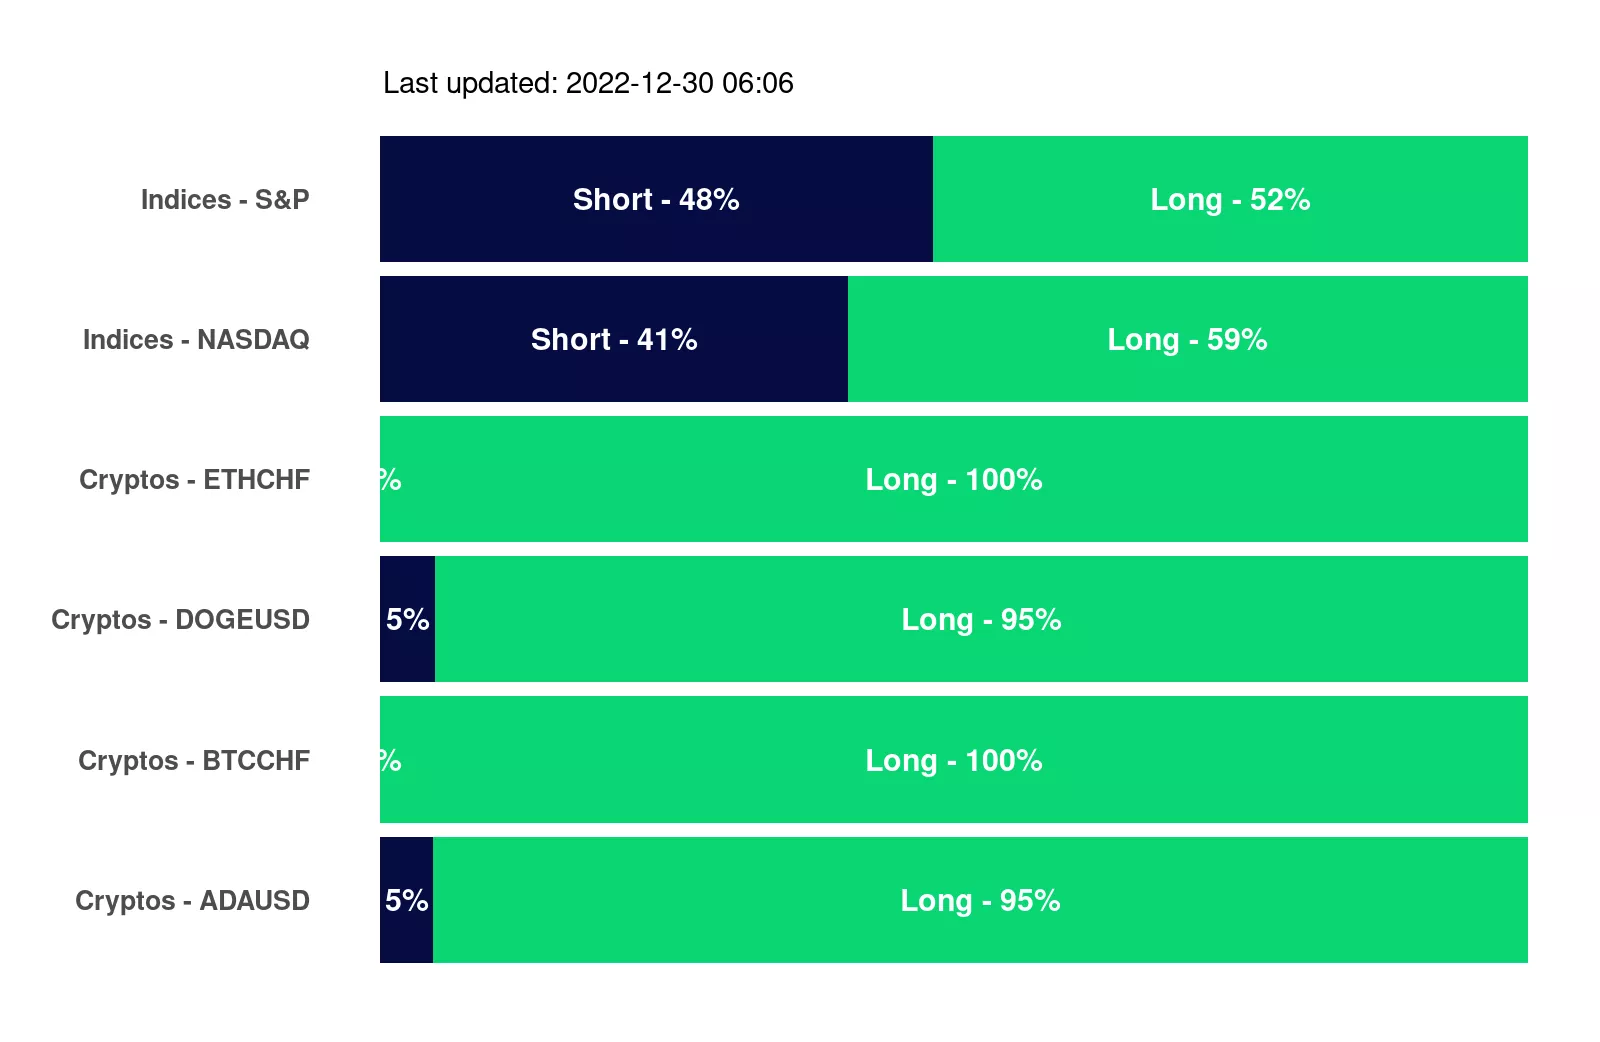 Last updated: 2022-12-30 06:06
Indices - S&P Short - 48% Long - 52%
Indices - NASDAQ Short - 41% Long - 59%
Cryptos - ETHCHF % Long - 100%
Cryptos - DOGEUSD 5% Long - 95%
Cryptos - BTCCHF % Long - 100%
Cryptos - ADAUSD 5% Long - 95%